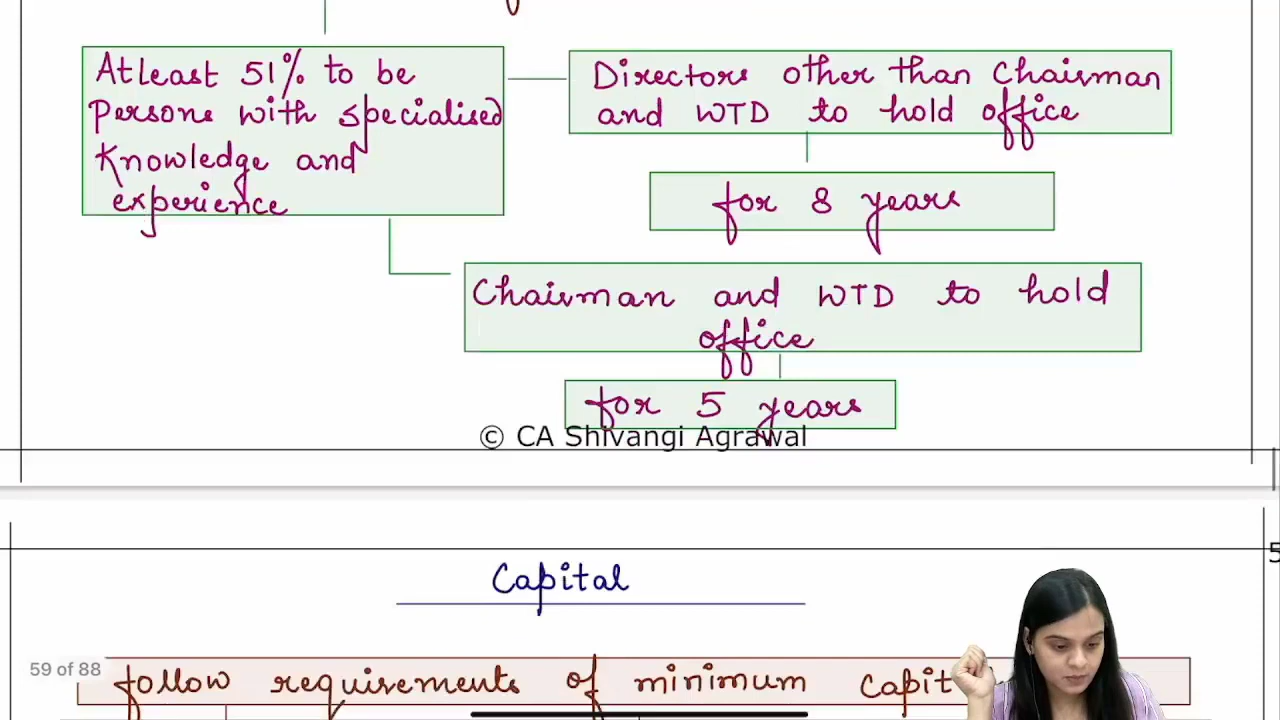 Atleast 51% to be
persons with specialised
Knowledge and
experience
Directors other than Chairman
and WTD to hold office
for 8 years
Chairman and WTD to hold
office
for 5 years
© CA Shivangi Agrawal
5
Capital
59 of 88
follow requirements of minimum